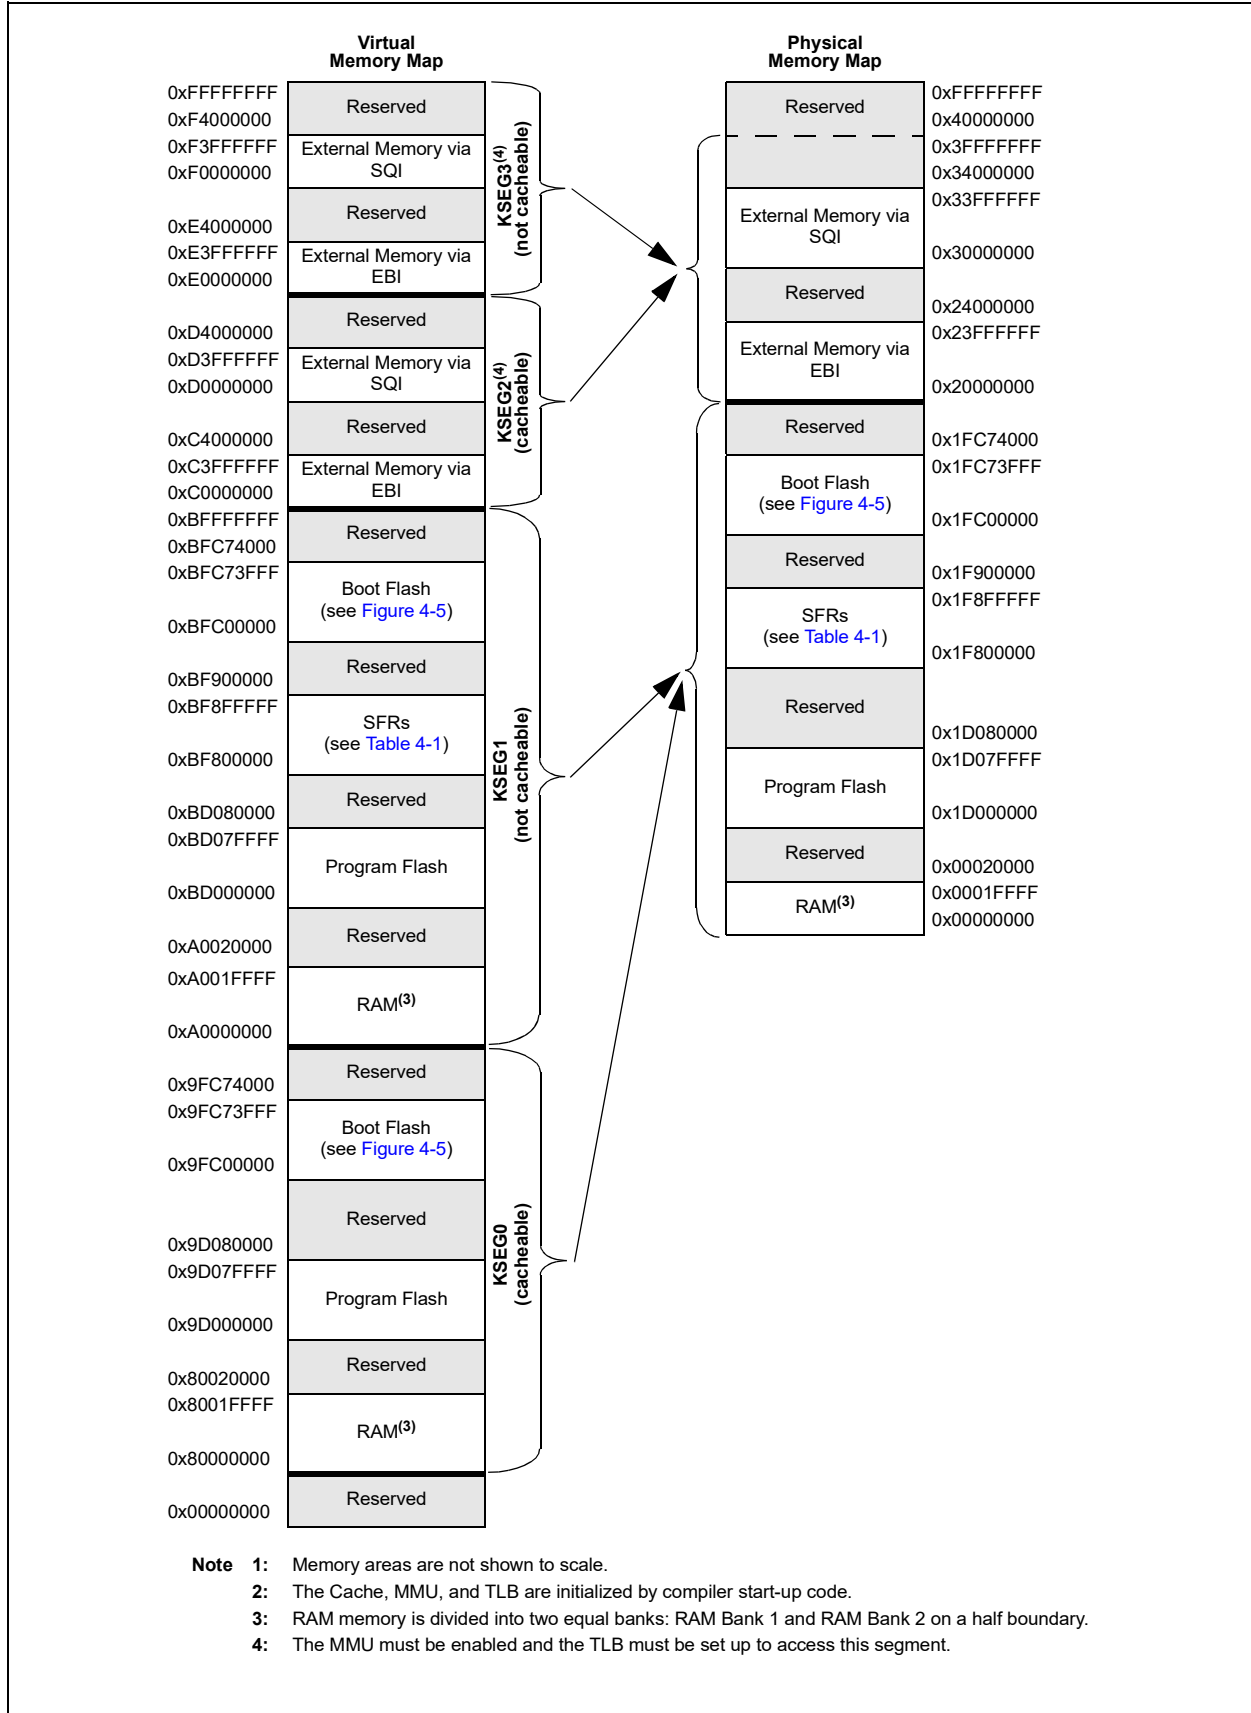 Virtual
Memory Map
0xFFFFFFFF
Reserved
0xF4000000
0xF3FFFFFF
External Memory via
SQI
0xF0000000
Reserved
0xE4000000
0xE3FFFFFF
External Memory via
EBI
0xE0000000
KSEG3(4)
(not cacheable)
Reserved
0xD4000000
0xD3FFFFFF
External Memory via
SQI
0xD0000000
Reserved
0xC4000000
0xC3FFFFFF
External Memory via
EBI
0xC0000000
KSEG2(4)
(cacheable)
0xBFFFFFFF
Reserved
0xBFC74000
0xBFC73FFF
Boot Flash
(see Figure 4-5)
0xBFC00000
Reserved
0xBF900000
0xBF8FFFFF
SFRs
(see Table 4-1)
0xBF800000
Reserved
0xBD080000
0xBD07FFFF
Program Flash
0xBD000000
Reserved
0xA0020000
0xA001FFFF
RAM(3)
0xA0000000
KSEG1
(not cacheable)
Reserved
0x9FC74000
0x9FC73FFF
Boot Flash
(see Figure 4-5)
0x9FC00000
Reserved
0x9D080000
0x9D07FFFF
Program Flash
0x9D000000
Reserved
0x80020000
0x8001FFFF
RAM(3)
0x80000000
KSEG0
(cacheable)
Reserved
0x00000000
Physical
Memory Map
Reserved
0xFFFFFFFF
0x40000000
0x3FFFFFFF
0x34000000
0x33FFFFFF
External Memory via
SQI
0x30000000
Reserved
0x24000000
0x23FFFFFF
External Memory via
EBI
0x20000000
Reserved
0x1FC74000
0x1FC73FFF
Boot Flash
(see Figure 4-5)
0x1FC00000
Reserved
0x1F900000
0x1F8FFFFF
SFRs
(see Table 4-1)
0x1F800000
Reserved
0x1D080000
0x1D07FFFF
Program Flash
0x1D000000
Reserved
0x00020000
0x0001FFFF
RAM(3)
0x00000000
Note 1: Memory areas are not shown to scale.
2: The Cache, MMU, and TLB are initialized by compiler start-up code.
3: RAM memory is divided into two equal banks: RAM Bank 1 and RAM Bank 2 on a half boundary.
4: The MMU must be enabled and the TLB must be set up to access this segment.